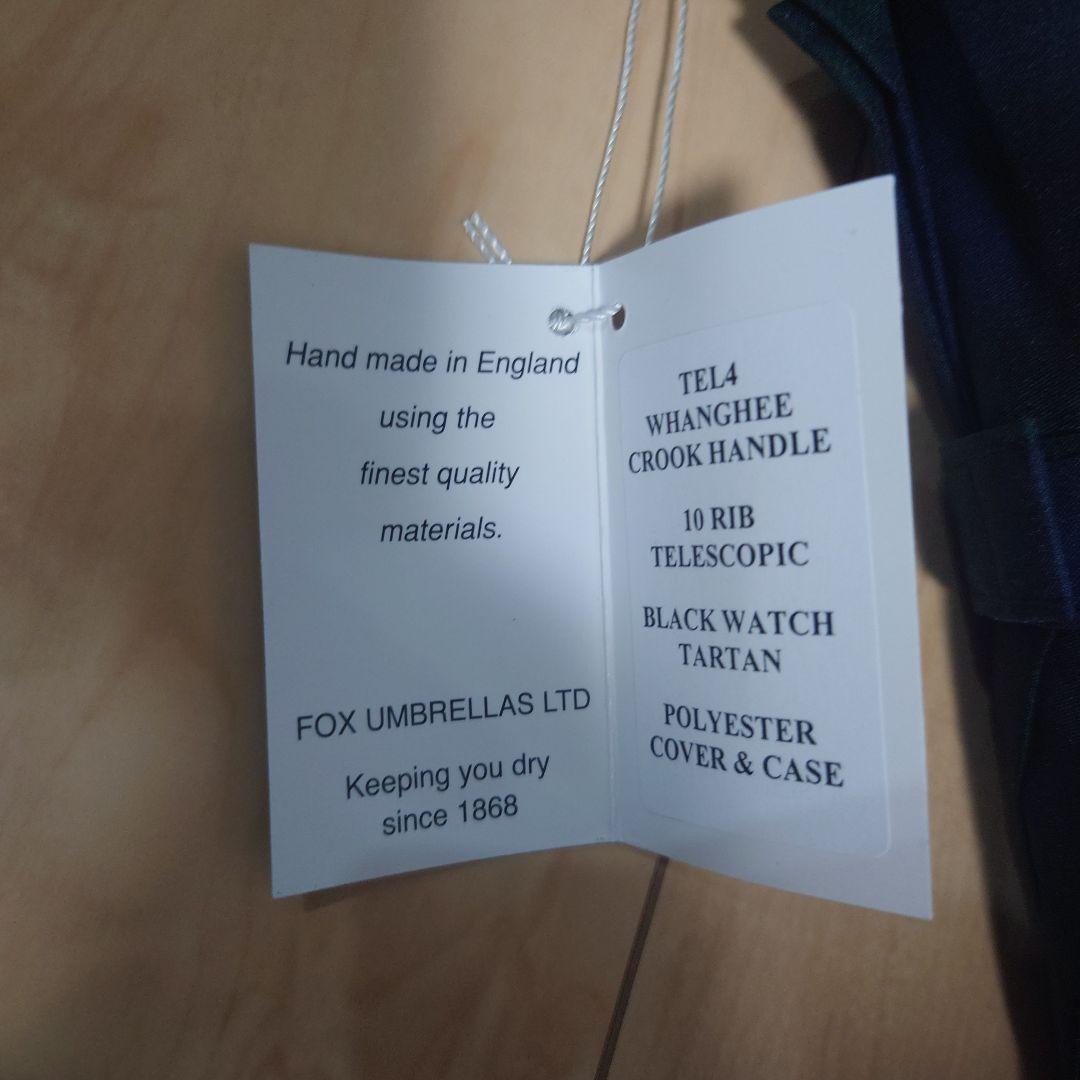 Hand made in England
using the
finest quality
materials.
FOX UMBRELLAS LTD
Keeping you dry
since 1868
TEL4
WHANGHEE
CROOK HANDLE
10 RIB
TELESCOPIC
BLACK WATCH
TARTAN
POLYESTER
COVER & CASE